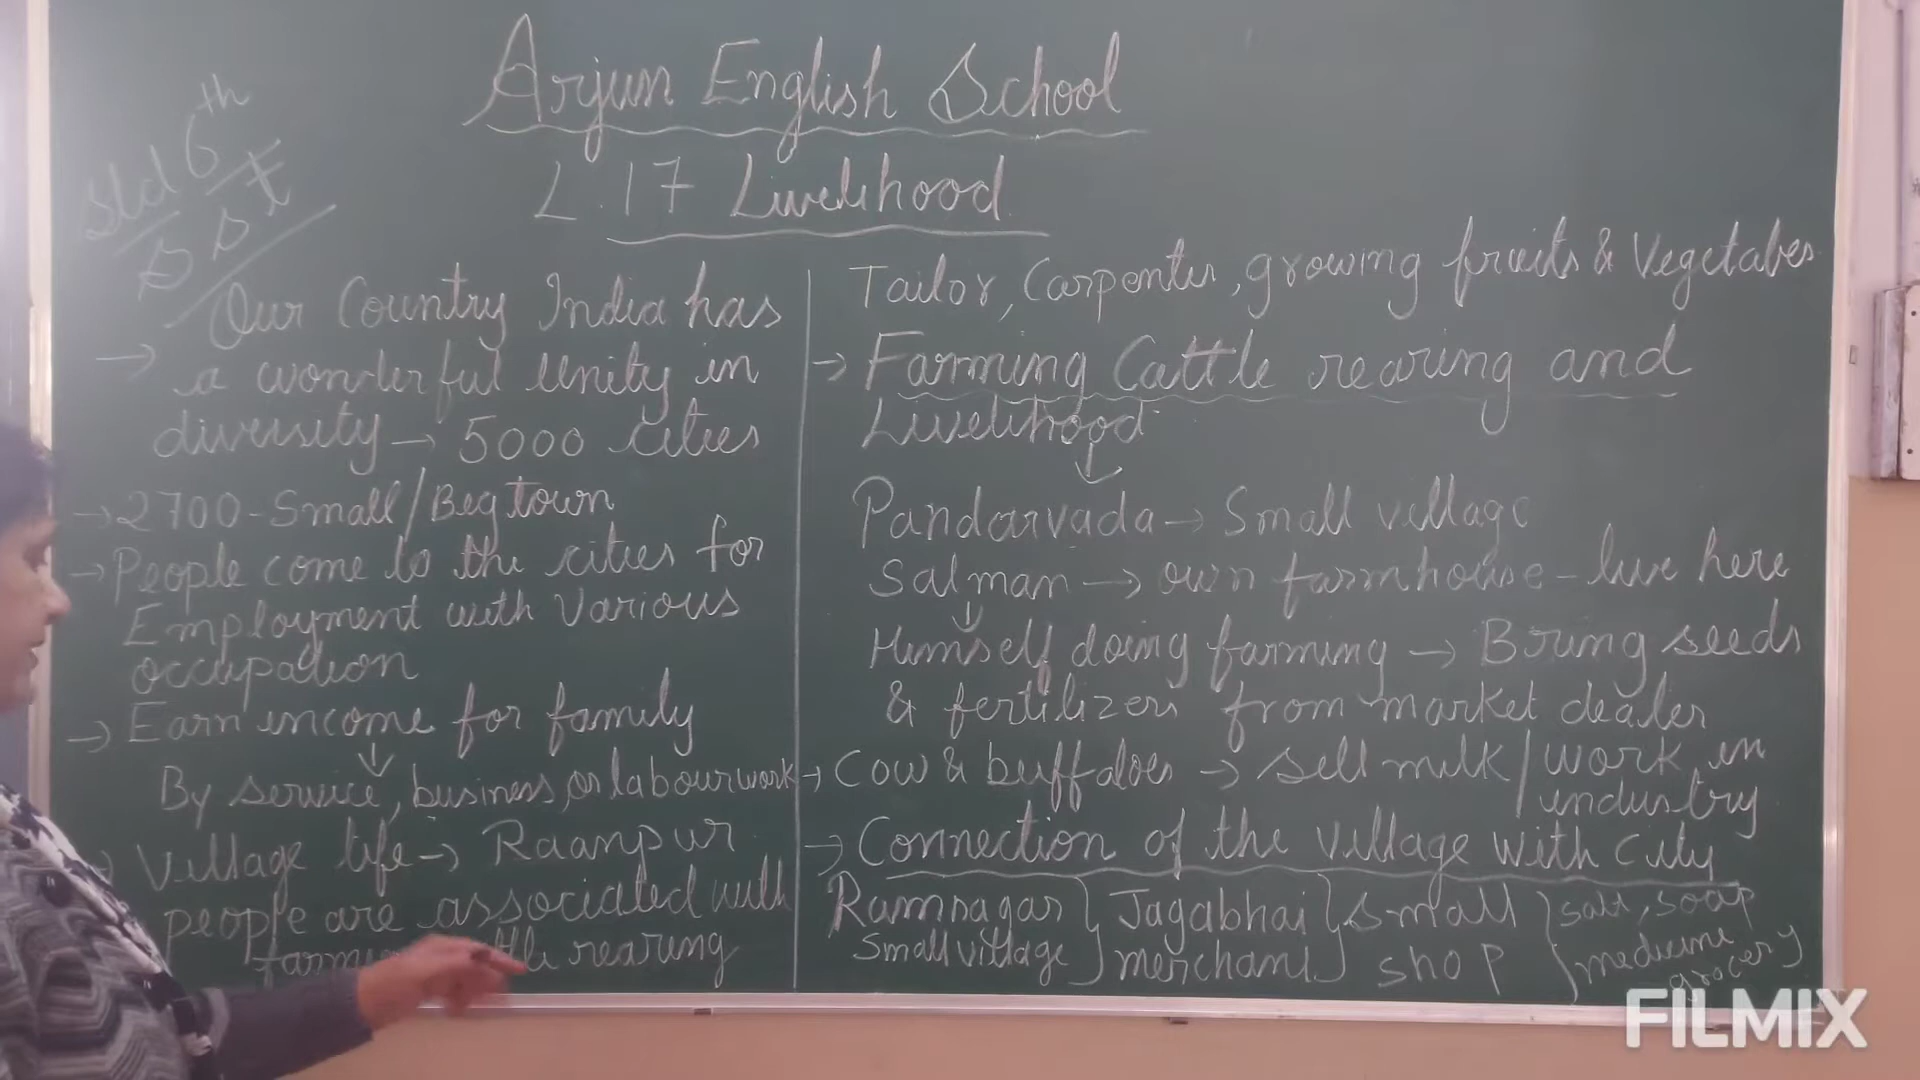 Arjun English School
L.17 Livelihood
Std 6th
S St
Our Country India has
→ a wonderful unity in
diversity → 5000 cities
→ 2700 - Small/Beg town
→ People come to the cities for
Employment with Various
occupation
→ Earn income for family
↓
By service, business, or labour work
Village life → Raanpur
people are associated with
rearing
Tailor, Carpenter, growing fruits & Vegetabes
→ Farming Cattle rearing and
Livelihood
↓
Pandarvada → Small village
Salman → own farmhouse - live here
↓
Himself doing farming → Bring seeds
& fertilizers from market dealer
→ Cow & buffaloes → sell milk / work in
industry
→ Connection of the village with City
Ramnagar } Jagabhai } small } salt, soap
Small village } merchant } shop } medicine
grocery
FILMIX